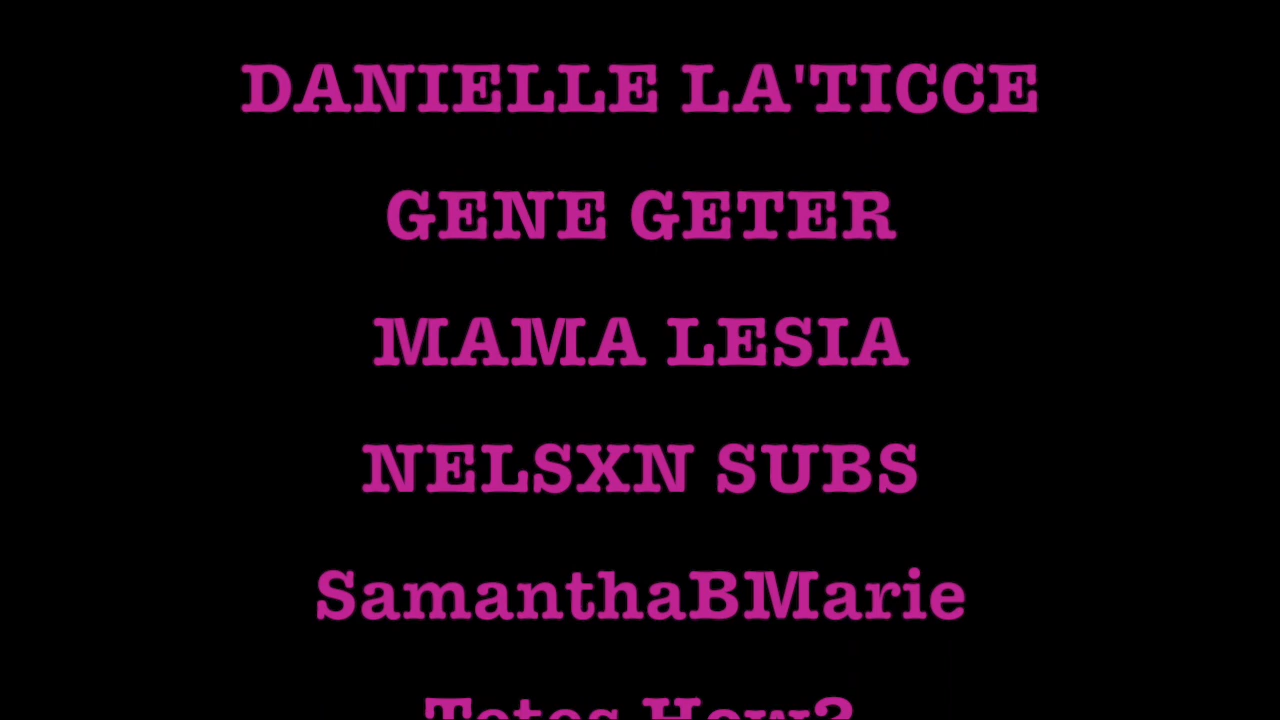 DANIELLE LA'TICCE
GENE GETER
MAMA LESIA
NELSXN SUBS
SamanthaBMarie